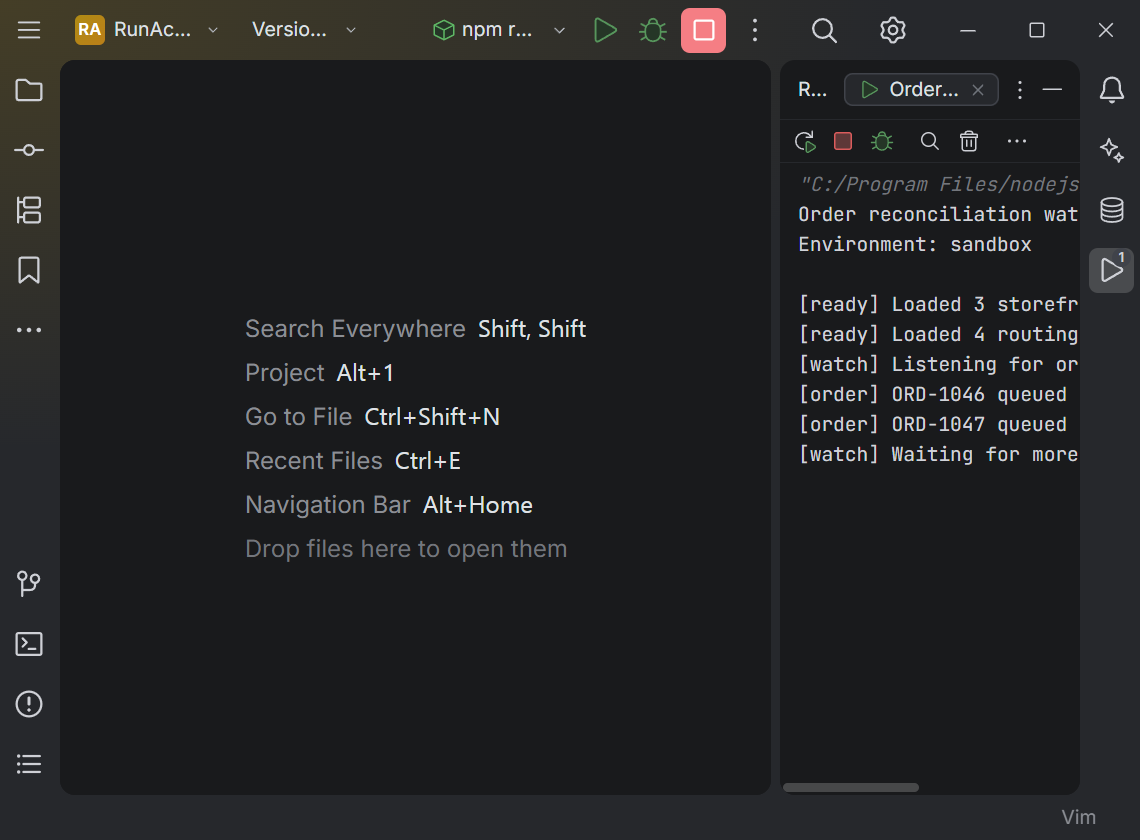 RA RunAc... Versio... npm r...
R... Order...
"C:/Program Files/nodejs
Order reconciliation wat
Environment: sandbox
[ready] Loaded 3 storefr
[ready] Loaded 4 routing
[watch] Listening for or
[order] ORD-1046 queued
[order] ORD-1047 queued
[watch] Waiting for more
1
Search Everywhere Shift, Shift
Project Alt+1
Go to File Ctrl+Shift+N
Recent Files Ctrl+E
Navigation Bar Alt+Home
Drop files here to open them
Vim